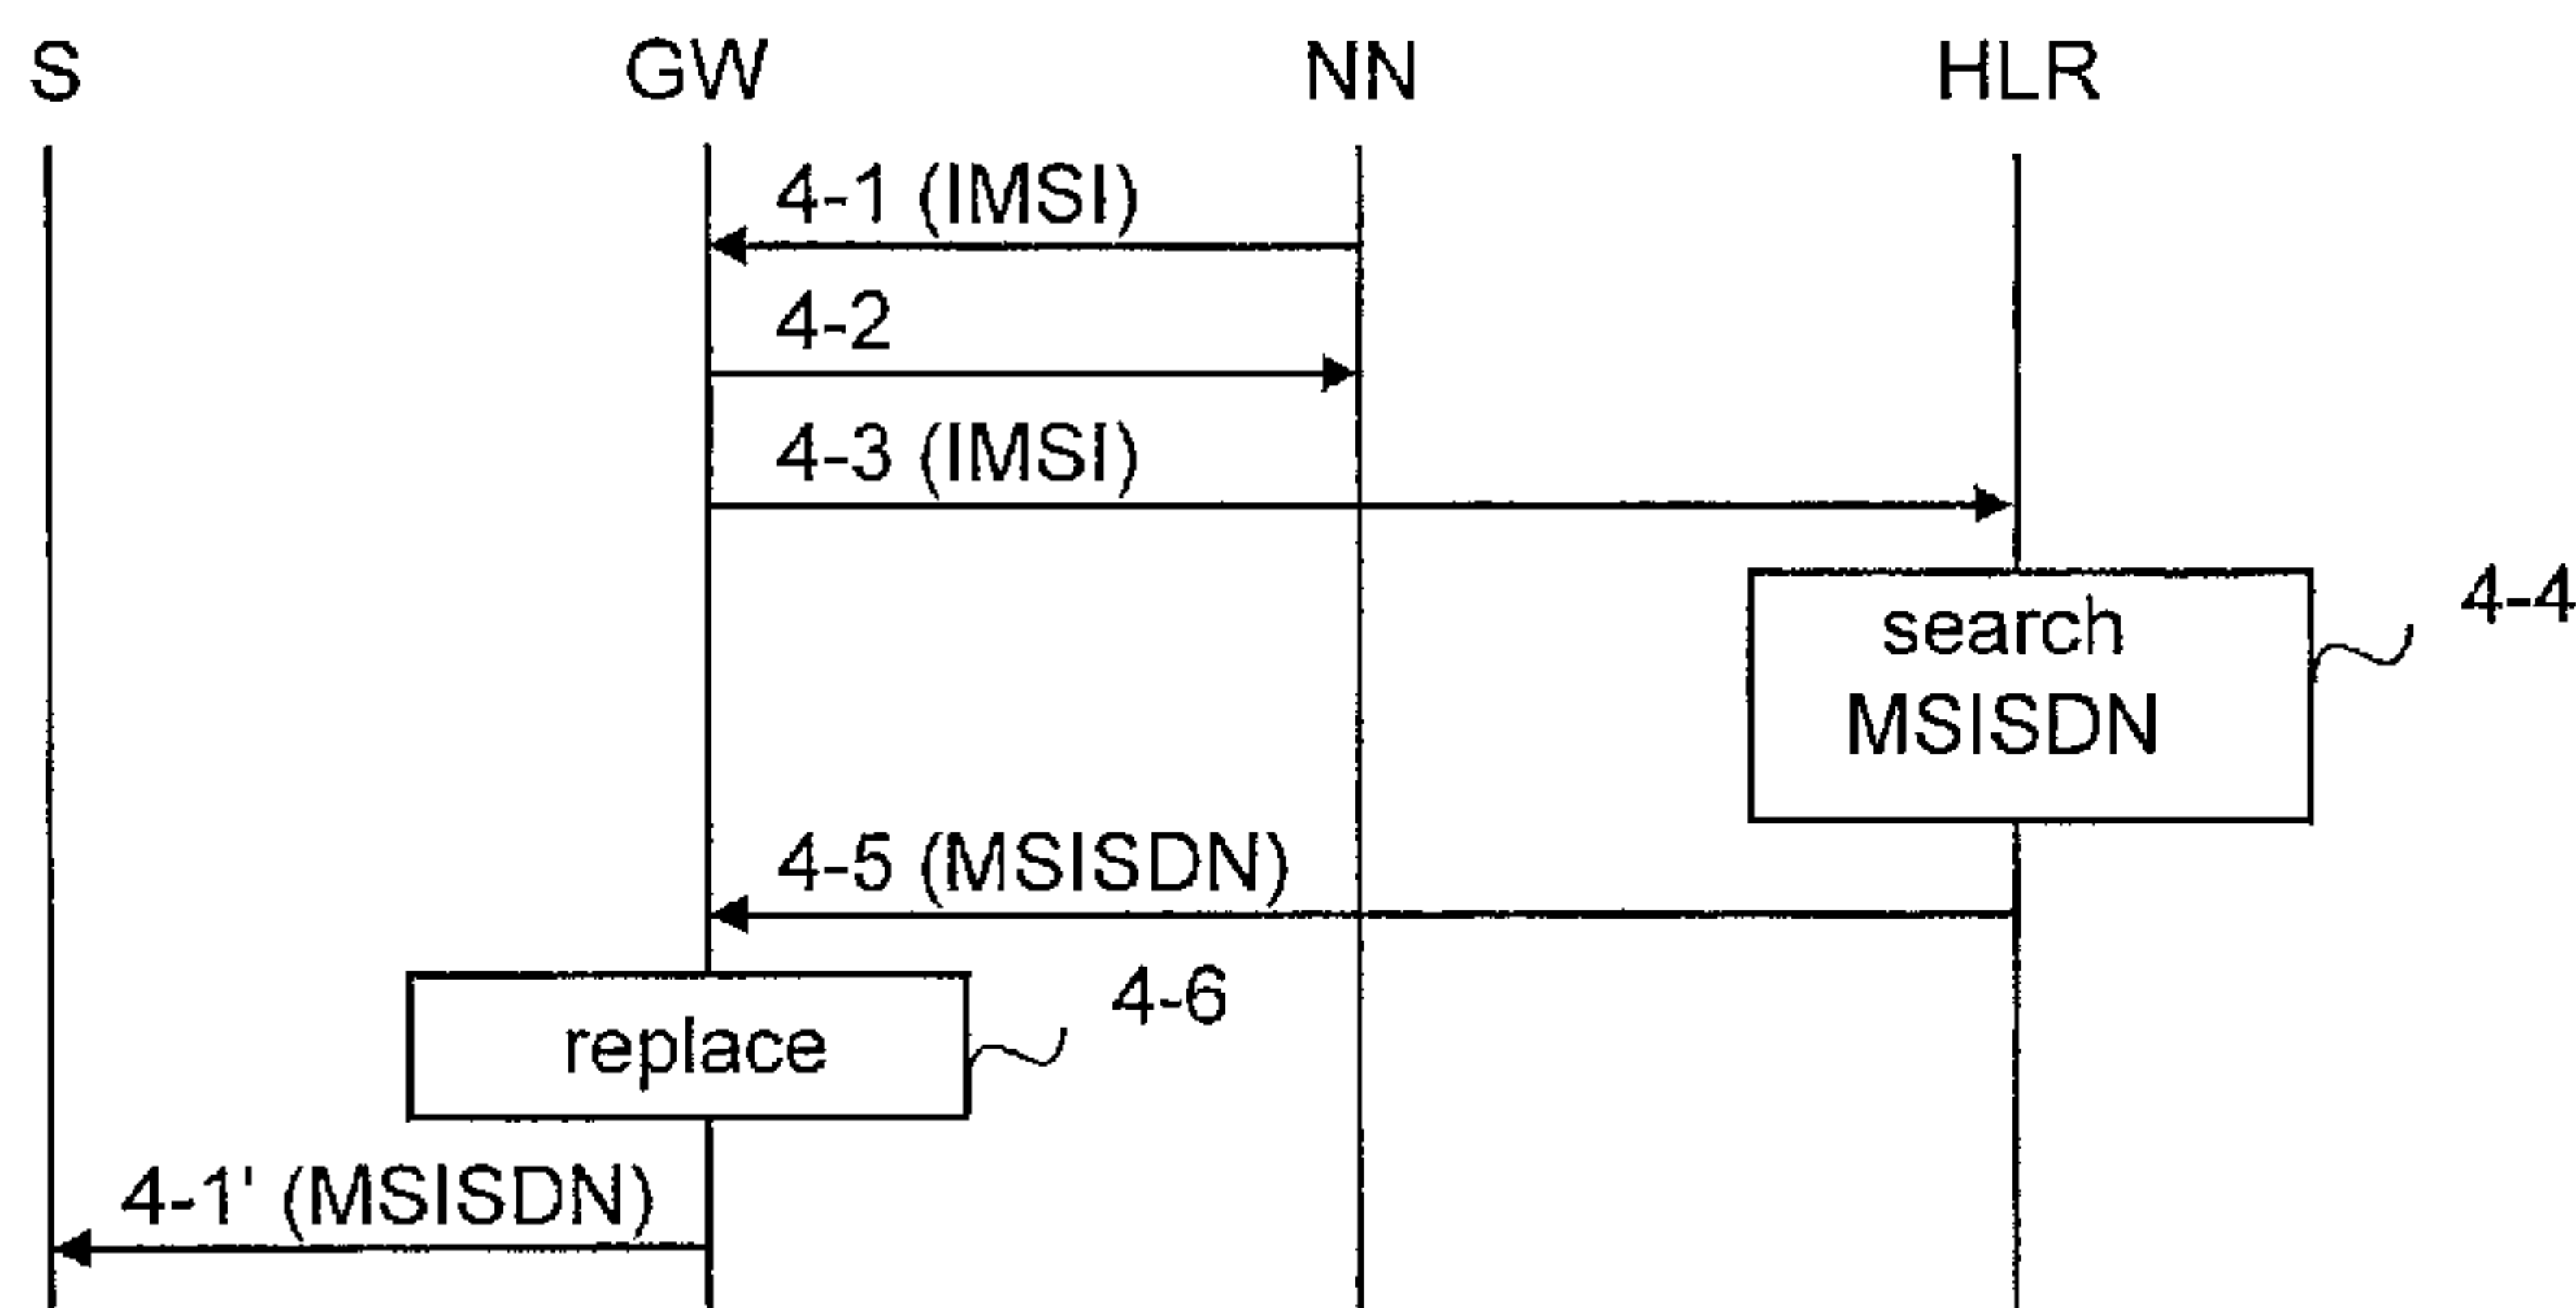 S GW NN HLR
4-1 (IMSI)
4-2
4-3 (IMSI)
4-4
search
MSISDN
4-5 (MSISDN)
4-6
replace
4-1' (MSISDN)